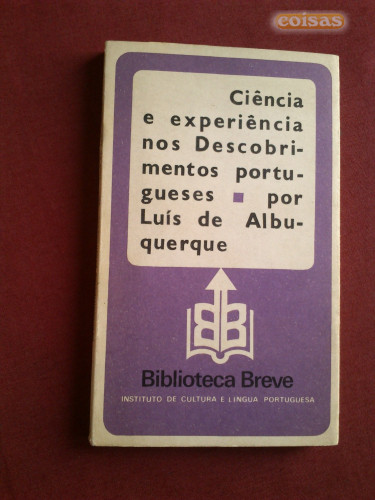 coisas
Ciência
e experiência
nos Descobri-
mentos portu-
gueses ■ por
Luís de Albu-
querque
BB
Biblioteca Breve
INSTITUTO DE CULTURA E LÍNGUA PORTUGUESA